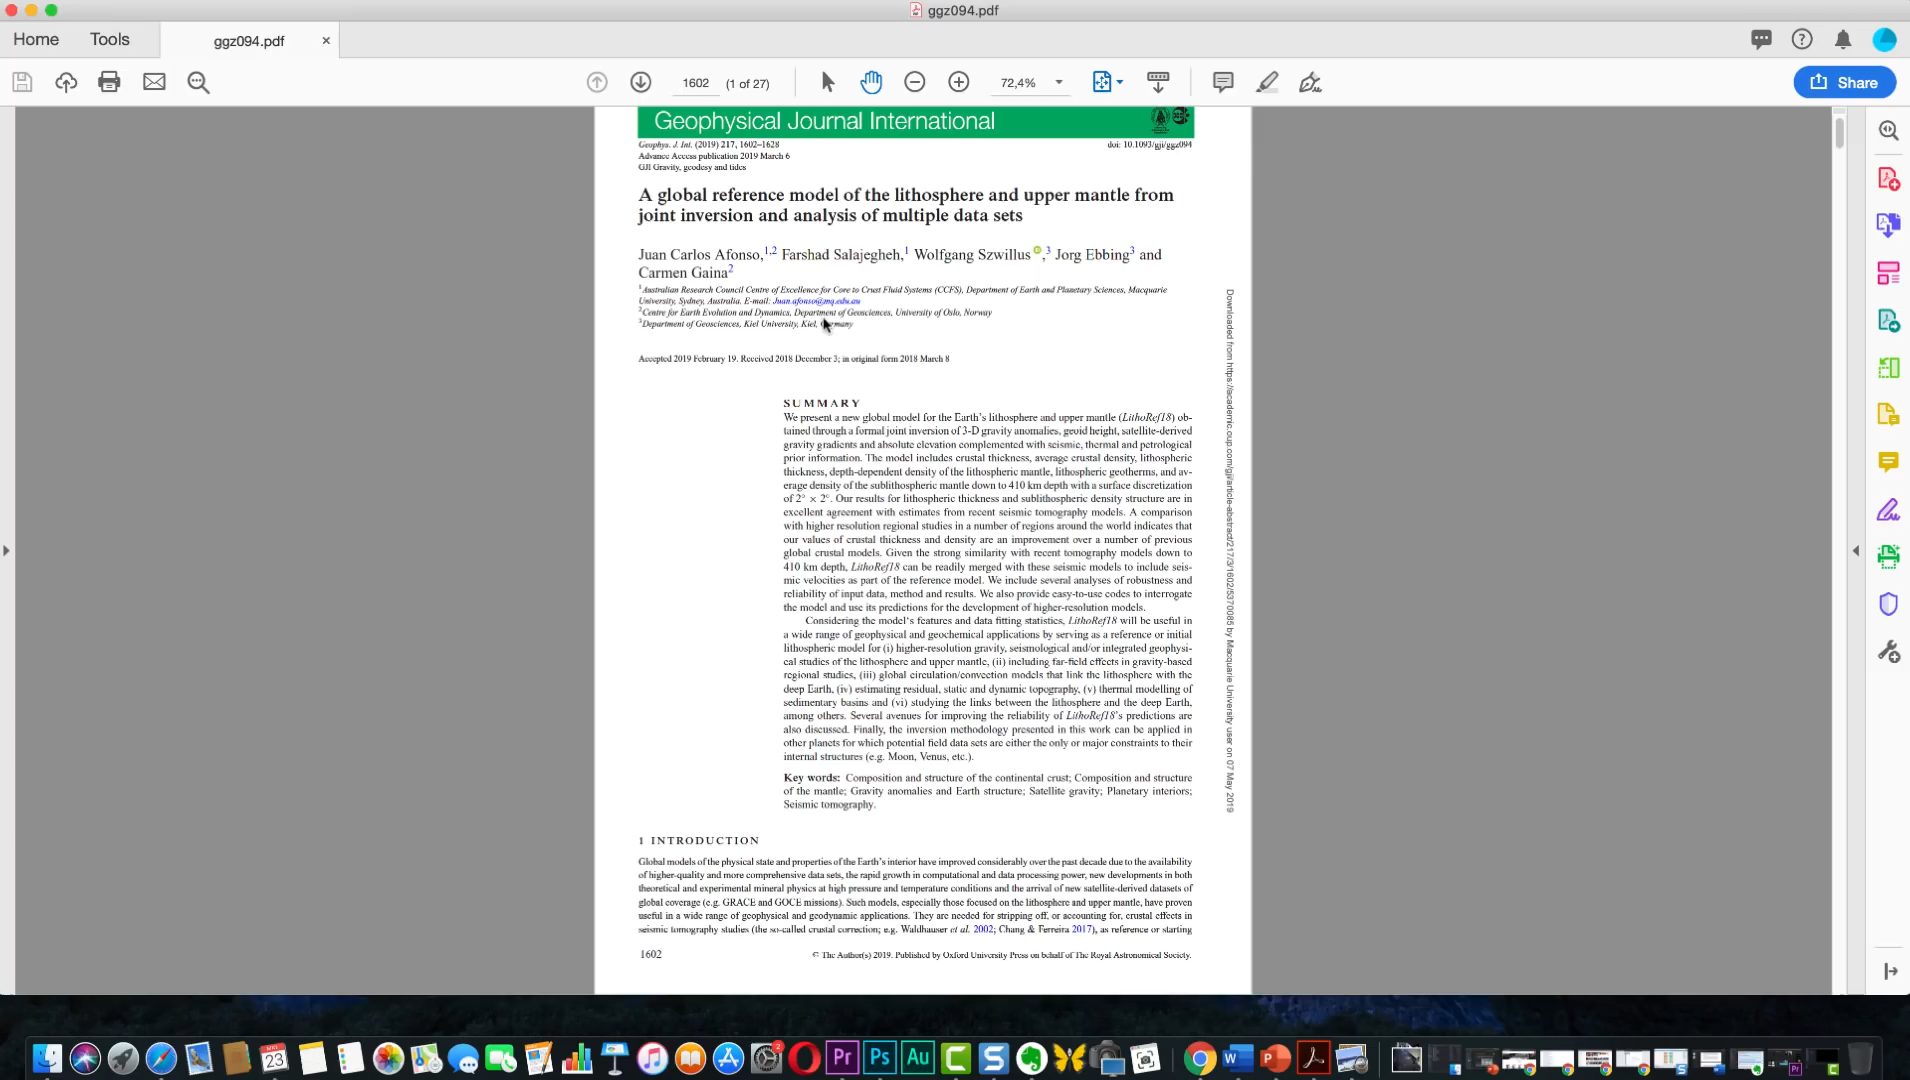 ggz094.pdf
Home
Tools
ggz094.pdf
1602
(1 of 27)
72,4%
Share
Geophysical Journal International
Geophys. J. Int. (2019) 217, 1602–1628
doi: 10.1093/gji/ggz094
Advance Access publication 2019 March 6
GJI Gravity, geodesy and tides
A global reference model of the lithosphere and upper mantle from
joint inversion and analysis of multiple data sets
Juan Carlos Afonso,1,2 Farshad Salajegheh,1 Wolfgang Szwillus,3 Jorg Ebbing3 and
Carmen Gaina2
1Australian Research Council Centre of Excellence for Core to Crust Fluid Systems (CCFS), Department of Earth and Planetary Sciences, Macquarie
University, Sydney, Australia. E-mail: Juan.afonso@mq.edu.au
2Centre for Earth Evolution and Dynamics, Department of Geosciences, University of Oslo, Norway
3Department of Geosciences, Kiel University, Kiel, Germany
Accepted 2019 February 19. Received 2018 December 3; in original form 2018 March 8
SUMMARY
We present a new global model for the Earth's lithosphere and upper mantle (LithoRef18) ob-
tained through a formal joint inversion of 3-D gravity anomalies, geoid height, satellite-derived
gravity gradients and absolute elevation complemented with seismic, thermal and petrological
prior information. The model includes crustal thickness, average crustal density, lithospheric
thickness, depth-dependent density of the lithospheric mantle, lithospheric geotherms, and av-
erage density of the sublithospheric mantle down to 410 km depth with a surface discretization
of 2° × 2°. Our results for lithospheric thickness and sublithospheric density structure are in
excellent agreement with estimates from recent seismic tomography models. A comparison
with higher resolution regional studies in a number of regions around the world indicates that
our values of crustal thickness and density are an improvement over a number of previous
global crustal models. Given the strong similarity with recent tomography models down to
410 km depth, LithoRef18 can be readily merged with these seismic models to include seis-
mic velocities as part of the reference model. We include several analyses of robustness and
reliability of input data, method and results. We also provide easy-to-use codes to interrogate
the model and use its predictions for the development of higher-resolution models.
Considering the model's features and data fitting statistics, LithoRef18 will be useful in
a wide range of geophysical and geochemical applications by serving as a reference or initial
lithospheric model for (i) higher-resolution gravity, seismological and/or integrated geophysi-
cal studies of the lithosphere and upper mantle, (ii) including far-field effects in gravity-based
regional studies, (iii) global circulation/convection models that link the lithosphere with the
deep Earth, (iv) estimating residual, static and dynamic topography, (v) thermal modelling of
sedimentary basins and (vi) studying the links between the lithosphere and the deep Earth,
among others. Several avenues for improving the reliability of LithoRef18's predictions are
also discussed. Finally, the inversion methodology presented in this work can be applied in
other planets for which potential field data sets are either the only or major constraints to their
internal structures (e.g. Moon, Venus, etc.).
Key words: Composition and structure of the continental crust; Composition and structure
of the mantle; Gravity anomalies and Earth structure; Satellite gravity; Planetary interiors;
Seismic tomography.
1 INTRODUCTION
Global models of the physical state and properties of the Earth's interior have improved considerably over the past decade due to the availability
of higher-quality and more comprehensive data sets, the rapid growth in computational and data processing power, new developments in both
theoretical and experimental mineral physics at high pressure and temperature conditions and the arrival of new satellite-derived datasets of
global coverage (e.g. GRACE and GOCE missions). Such models, especially those focused on the lithosphere and upper mantle, have proven
useful in a wide range of geophysical and geodynamic applications. They are needed for stripping off, or accounting for, crustal effects in
seismic tomography studies (the so-called crustal correction; e.g. Waldhauser et al. 2002; Chang & Ferreira 2017), as reference or starting
1602
© The Author(s) 2019. Published by Oxford University Press on behalf of The Royal Astronomical Society.
Downloaded from https://academic.oup.com/gji/article-abstract/217/3/1602/5370085 by Macquarie University user on 07 May 2019
23
2
Pr
Ps
Au